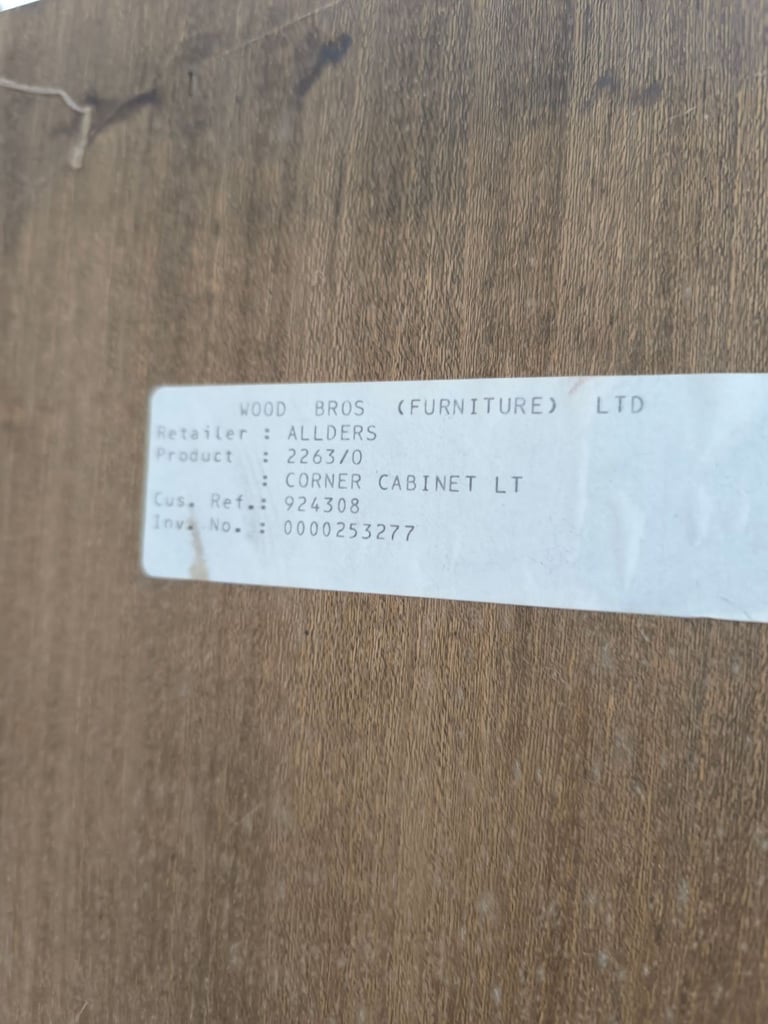 WOOD BROS (FURNITURE) LTD
Retailer : ALLDERS
Product : 2263/0
: CORNER CABINET LT
Cus. Ref.: 924308
Inv. No. : 0000253277